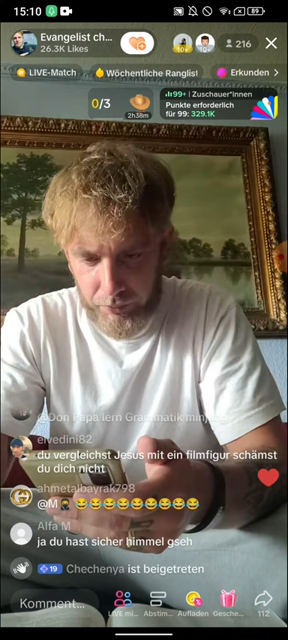 15:10
89
Evangelist ch...
26.3K Likes
216
LIVE-Match
Wöchentliche Rangliste
Erkunden >
0/3
2h38m
99+ | Zuschauer*innen
Punkte erforderlich
für 99: 329.1K
@Don Papa lern Grammatik min
elvedini82
du vergleichst Jesus mit ein filmfigur schämst
du dich nicht
ahmetalbayrak798
@M
Alfa M
ja du hast sicher himmel gseh
19 Chechenya ist beigetreten
Komment...
LIVE mi...
Abstim...
Aufladen
Gesche...
112